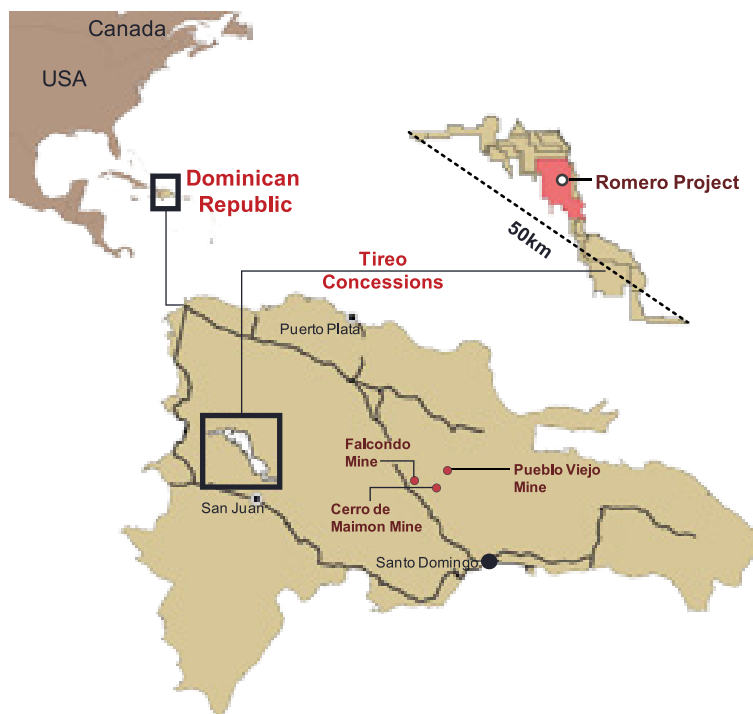 Canada
USA
Dominican
Republic
Romero Project
50km
Tireo
Concessions
Puerto Plata
Falcondo
Mine
Pueblo Viejo
Mine
San Juan
Cerro de
Maimon Mine
Santo Domingo